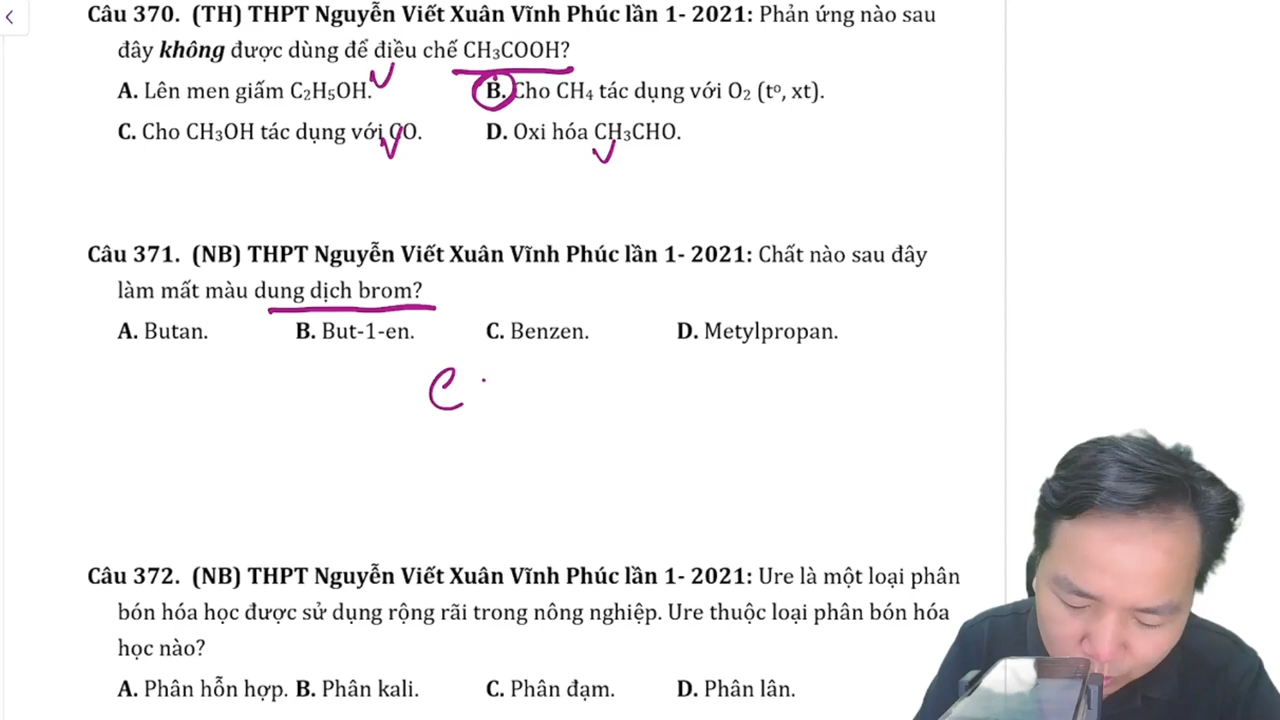 Câu 370. (TH) THPT Nguyễn Viết Xuân Vĩnh Phúc lần 1- 2021: Phản ứng nào sau
đây không được dùng để điều chế CH₃COOH?
A. Lên men giấm C₂H₅OH. B. Cho CH₄ tác dụng với O₂ (tº, xt).
C. Cho CH₃OH tác dụng với CO. D. Oxi hóa CH₃CHO.
Câu 371. (NB) THPT Nguyễn Viết Xuân Vĩnh Phúc lần 1- 2021: Chất nào sau đây
làm mất màu dung dịch brom?
A. Butan. B. But-1-en. C. Benzen. D. Metylpropan.
C
Câu 372. (NB) THPT Nguyễn Viết Xuân Vĩnh Phúc lần 1- 2021: Ure là một loại phân
bón hóa học được sử dụng rộng rãi trong nông nghiệp. Ure thuộc loại phân bón hóa
học nào?
A. Phân hỗn hợp. B. Phân kali. C. Phân đạm. D. Phân lân.